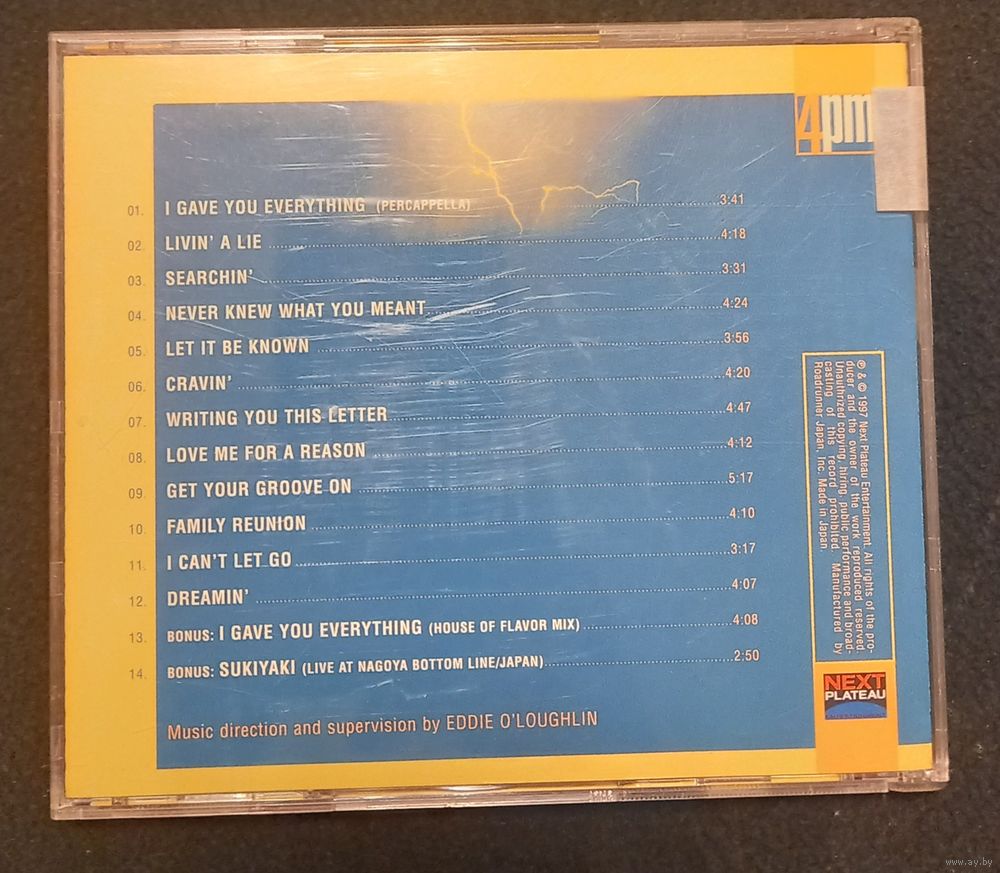 4pm
01. I GAVE YOU EVERYTHING (PERCAPPELLA) 3:41
02. LIVIN' A LIE 4:18
03. SEARCHIN' 3:31
04. NEVER KNEW WHAT YOU MEANT 4:24
05. LET IT BE KNOWN 3:56
06. CRAVIN' 4:20
07. WRITING YOU THIS LETTER 4:47
08. LOVE ME FOR A REASON 4:12
09. GET YOUR GROOVE ON 5:17
10. FAMILY REUNION 4:10
11. I CAN'T LET GO 3:17
12. DREAMIN' 4:07
13. BONUS: I GAVE YOU EVERYTHING (HOUSE OF FLAVOR MIX) 4:08
14. BONUS: SUKIYAKI (LIVE AT NAGOYA BOTTOM LINE/JAPAN) 2:50
Music direction and supervision by EDDIE O'LOUGHLIN
℗ & © 1997 Next Plateau Entertainment. All rights of the pro-
ducer and the owner of the work reproduced reserved.
Unauthrized copying, hiring, public performance and broad-
casting of this record prohibited. Manufactured by
Roadrunner Japan, Inc. Made in Japan.
NEXT
PLATEAU
www.ay.by